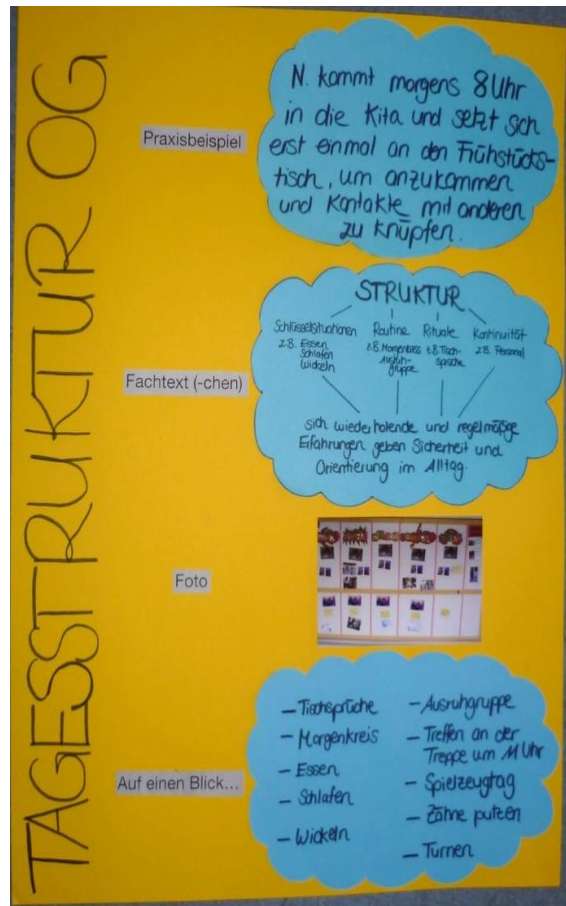 TAGESSTRUKTUR OG
Praxisbeispiel
N. kommt morgens 8 Uhr
in die Kita und setzt sich
erst einmal an den Frühstücks-
tisch, um anzukommen
und Kontakte mit anderen
zu knüpfen.
Fachtext (-chen)
STRUKTUR
Schlüsselsituationen
z.B. Essen
Schlafen
Wickeln
Routine
z.B. Morgenkreis
Ausruh-
gruppe
Rituale
z.B. Tisch-
sprüche
Kontinuität
z.B. Personal
sich wiederholende und regelmäßige
Erfahrungen geben Sicherheit und
Orientierung im Alltag.
Foto
Auf einen Blick...
– Tischsprüche
– Morgenkreis
– Essen
– Schlafen
– Wickeln
– Ausruhgruppe
– Treffen an der
Treppe um 11 Uhr
– Spielzeugtag
– Zähne putzen
– Turnen